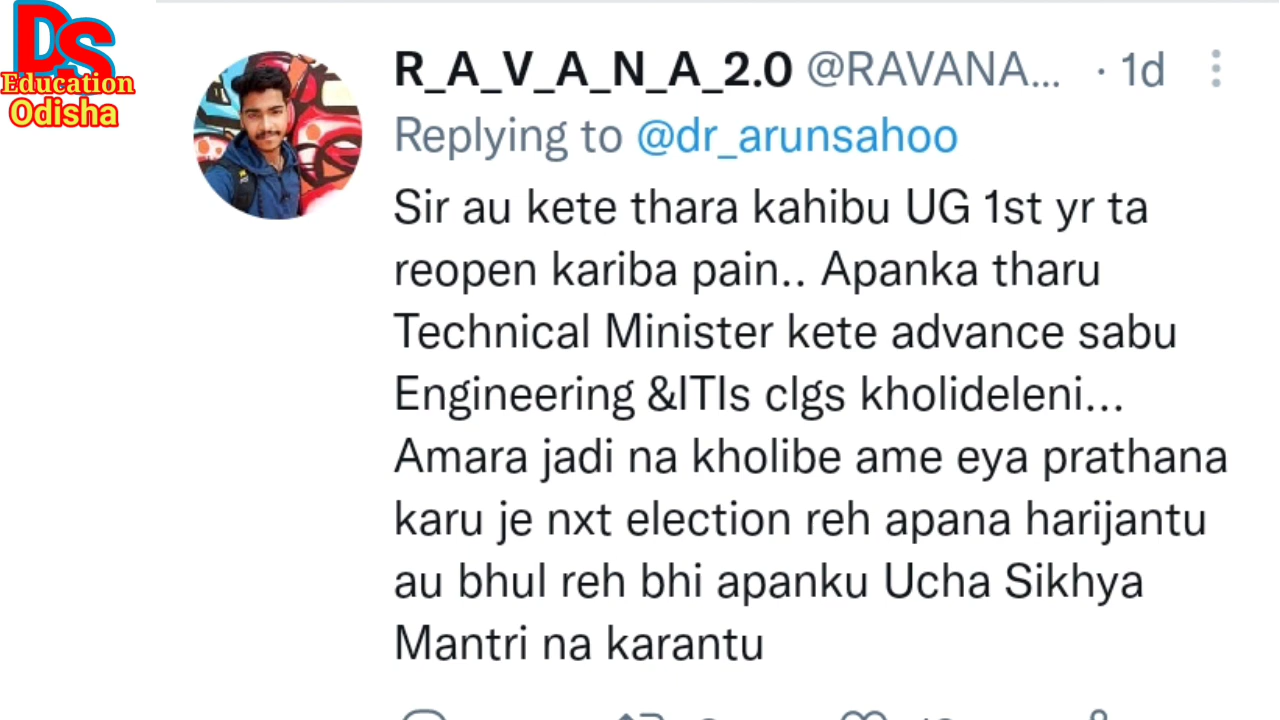 DS
Education
Odisha
R_A_V_A_N_A_2.0 @RAVANA... · 1d
Replying to @dr_arunsahoo
Sir au kete thara kahibu UG 1st yr ta
reopen kariba pain.. Apanka tharu
Technical Minister kete advance sabu
Engineering &ITIs clgs kholideleni...
Amara jadi na kholibe ame eya prathana
karu je nxt election reh apana harijantu
au bhul reh bhi apanku Ucha Sikhya
Mantri na karantu